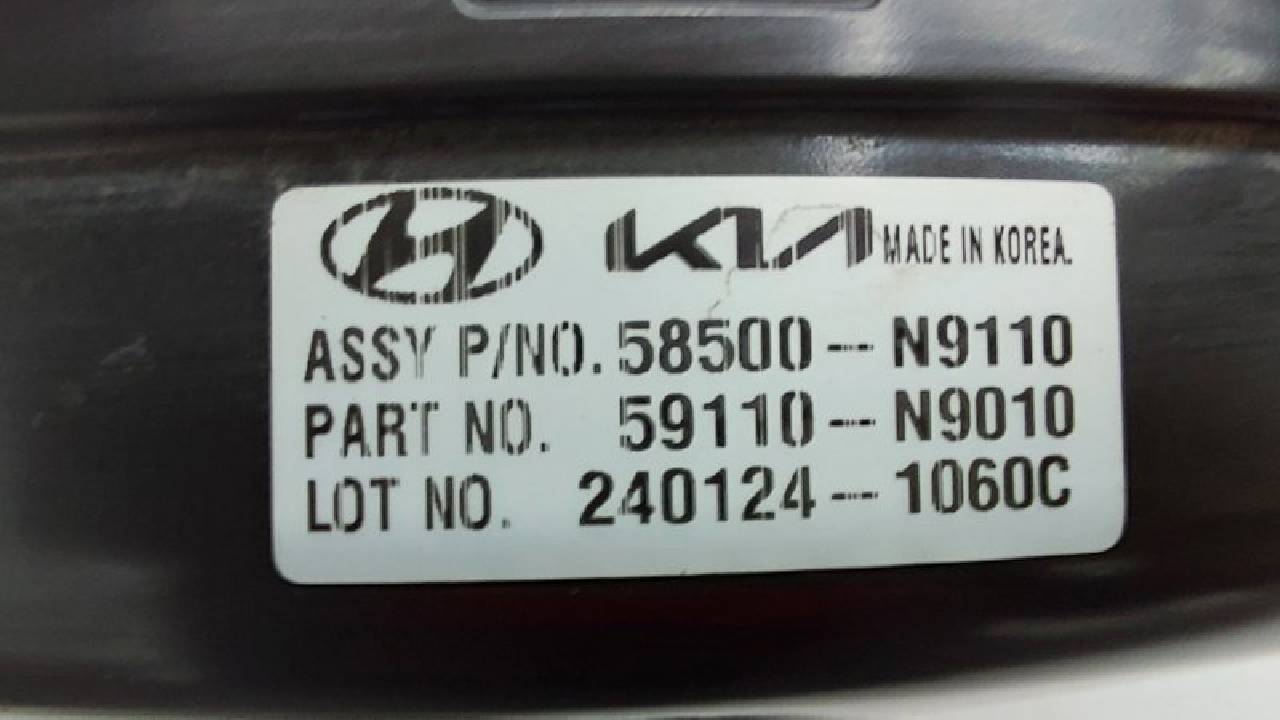 KIA MADE IN KOREA.
ASSY P/NO. 58500-N9110
PART NO. 59110-N9010
LOT NO. 240124-1060C